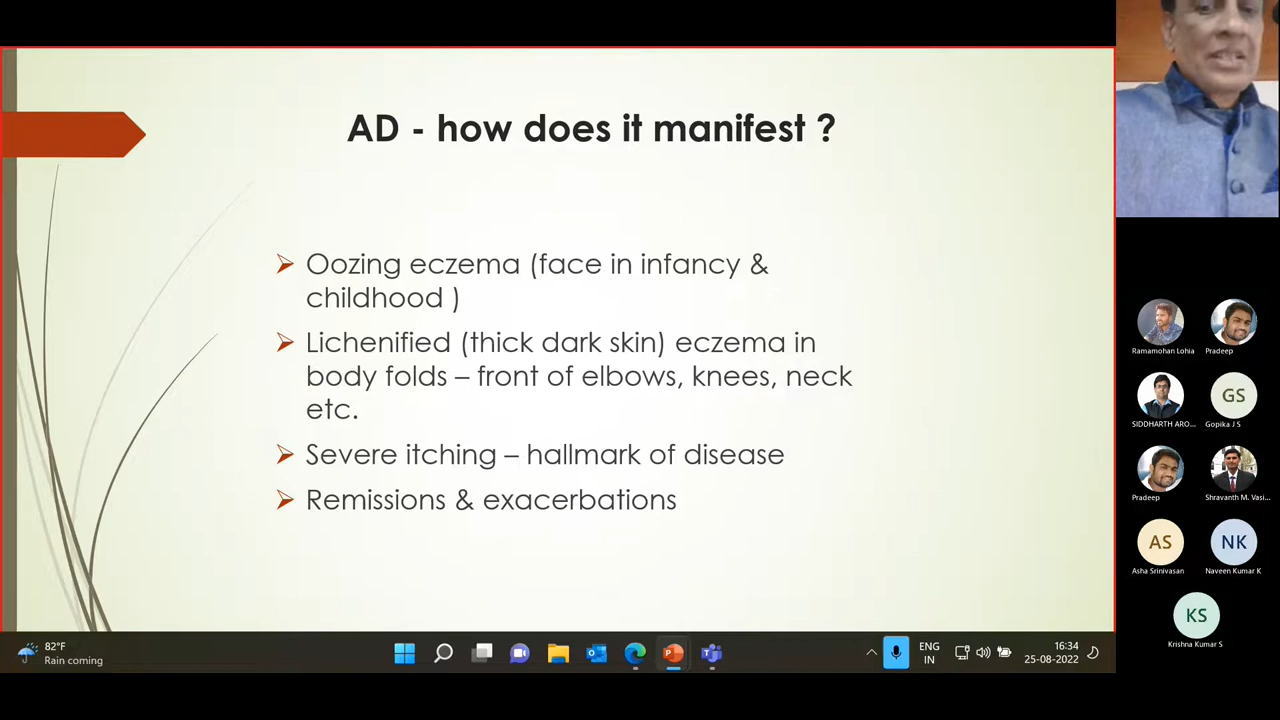 AD - how does it manifest ?
Oozing eczema (face in infancy &
childhood )
Lichenified (thick dark skin) eczema in
body folds – front of elbows, knees, neck
etc.
Severe itching – hallmark of disease
Remissions & exacerbations
Ramamohan Lohia
Pradeep
SIDDHARTH ARO...
GS
Gopika J S
Pradeep
Shravanth M. Vasi...
AS
Asha Srinivasan
NK
Naveen Kumar K
KS
Krishna Kumar S
82°F
Rain coming
ENG
IN
16:34
25-08-2022